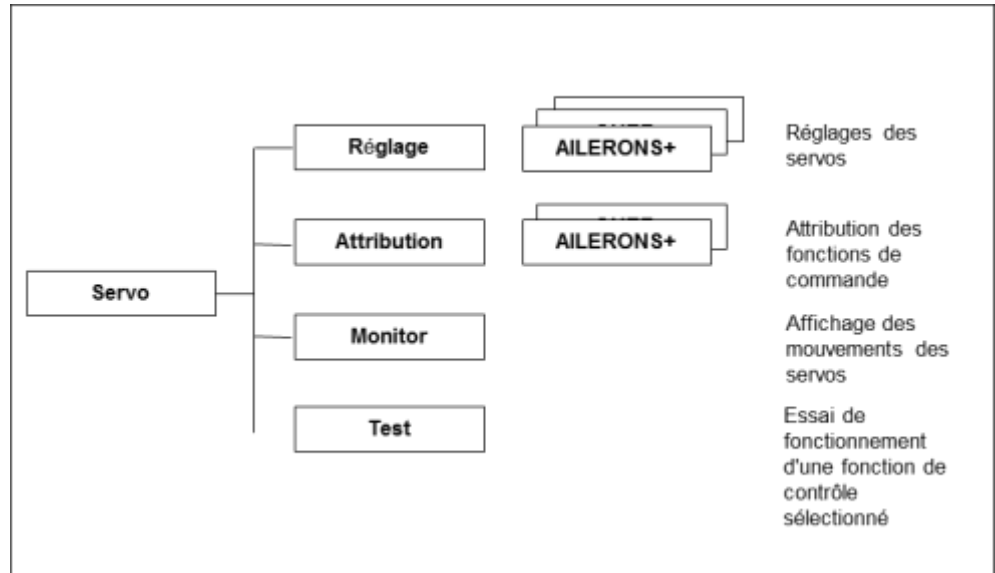 Réglage
AILERONS+
Réglages des
servos
Attribution
AILERONS+
Attribution des
fonctions de
commande
Servo
Monitor
Affichage des
mouvements des
servos
Test
Essai de
fonctionnement
d'une fonction de
contrôle
sélectionné